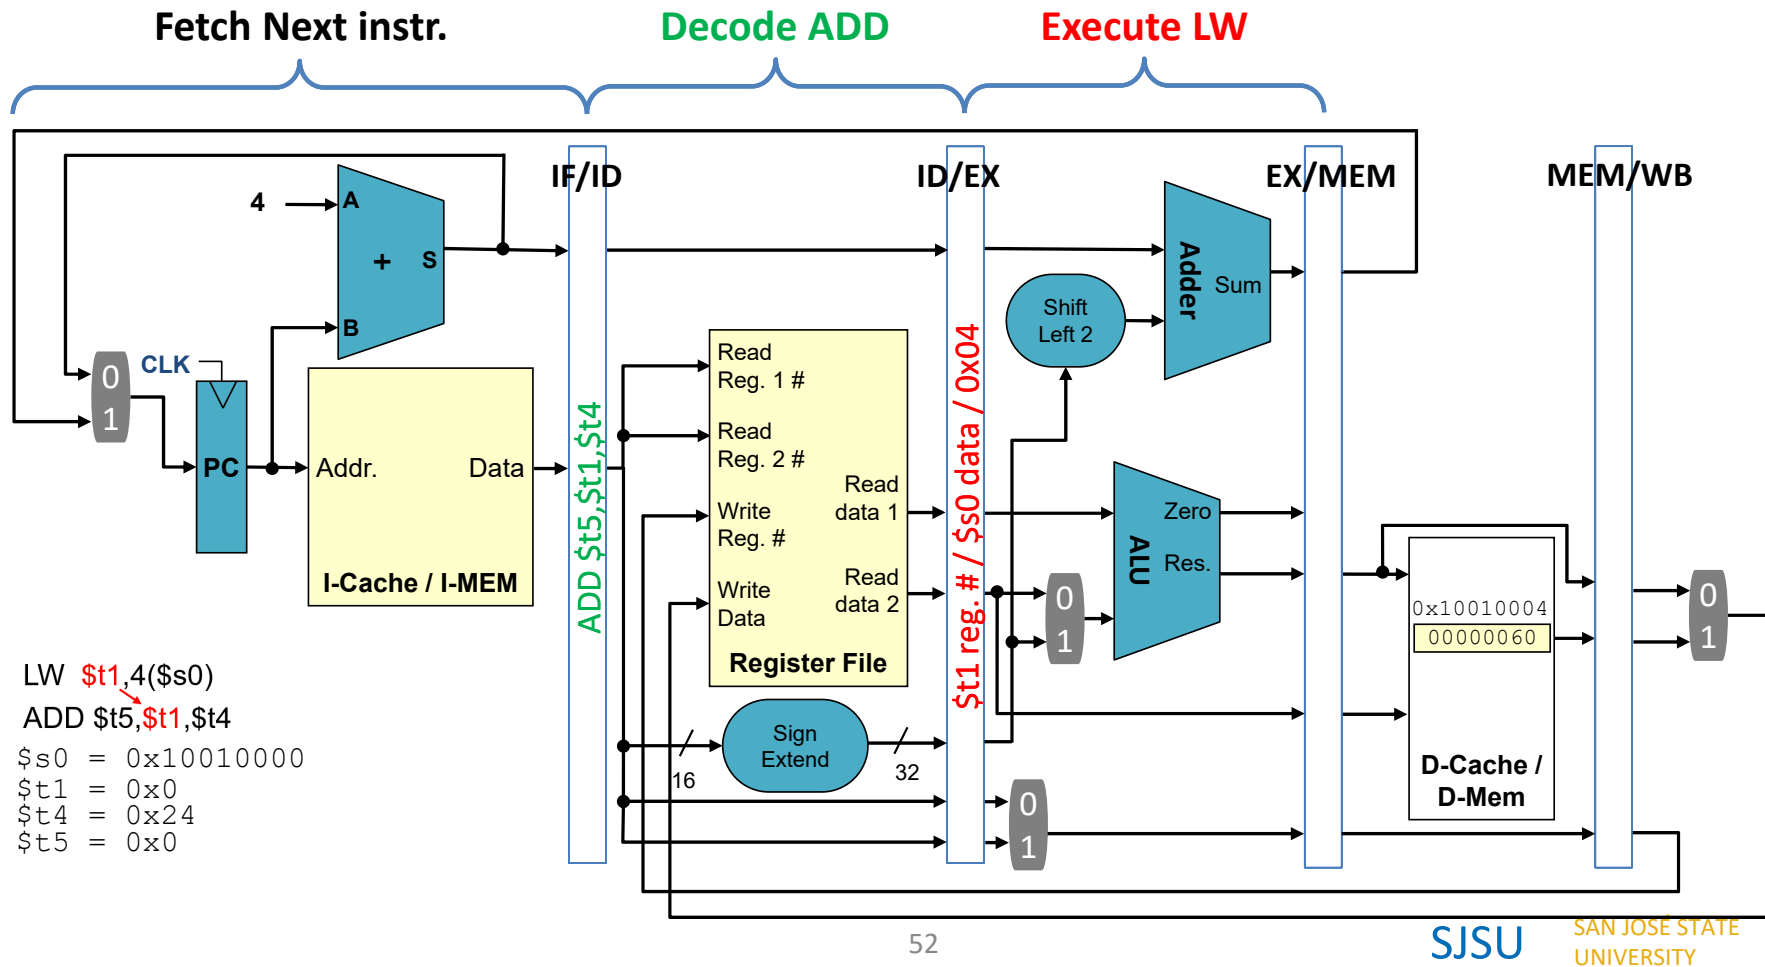 Fetch Next instr.
Decode ADD
Execute LW
IF/ID
ID/EX
EX/MEM
MEM/WB
4
A
+
S
B
Adder
Sum
Shift
Left 2
0
1
CLK
PC
Addr.
Data
I-Cache / I-MEM
ADD $t5,$t1,$t4
Read
Reg. 1 #
Read
Reg. 2 #
Write
Reg. #
Write
Data
Read
data 1
Read
data 2
Register File
$t1 reg. # / $s0 data / 0x04
Zero
ALU
Res.
0
1
0x10010004
00000060
D-Cache /
D-Mem
0
1
Sign
Extend
16
32
0
1
LW $t1,4($s0)
ADD $t5,$t1,$t4
$s0 = 0x10010000
$t1 = 0x0
$t4 = 0x24
$t5 = 0x0
52
SJSU
SAN JOSÉ STATE
UNIVERSITY